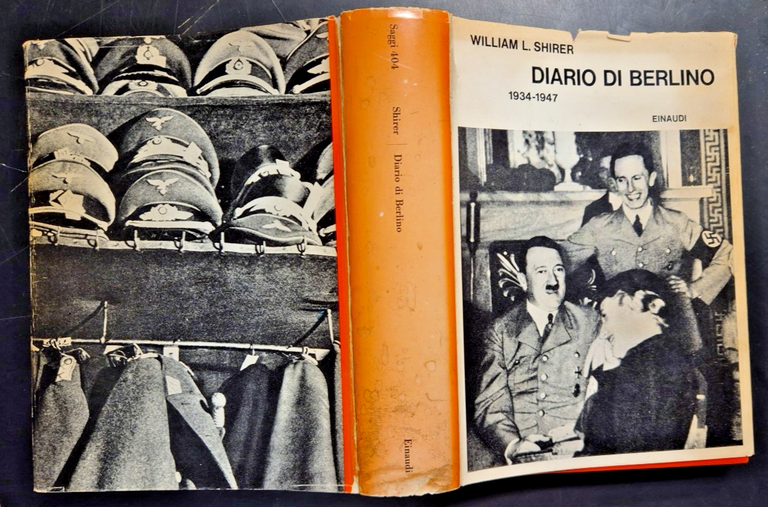 Saggi 404
Shirer | Diario di Berlino
Einaudi
WILLIAM L. SHIRER
DIARIO DI BERLINO
1934-1947
EINAUDI